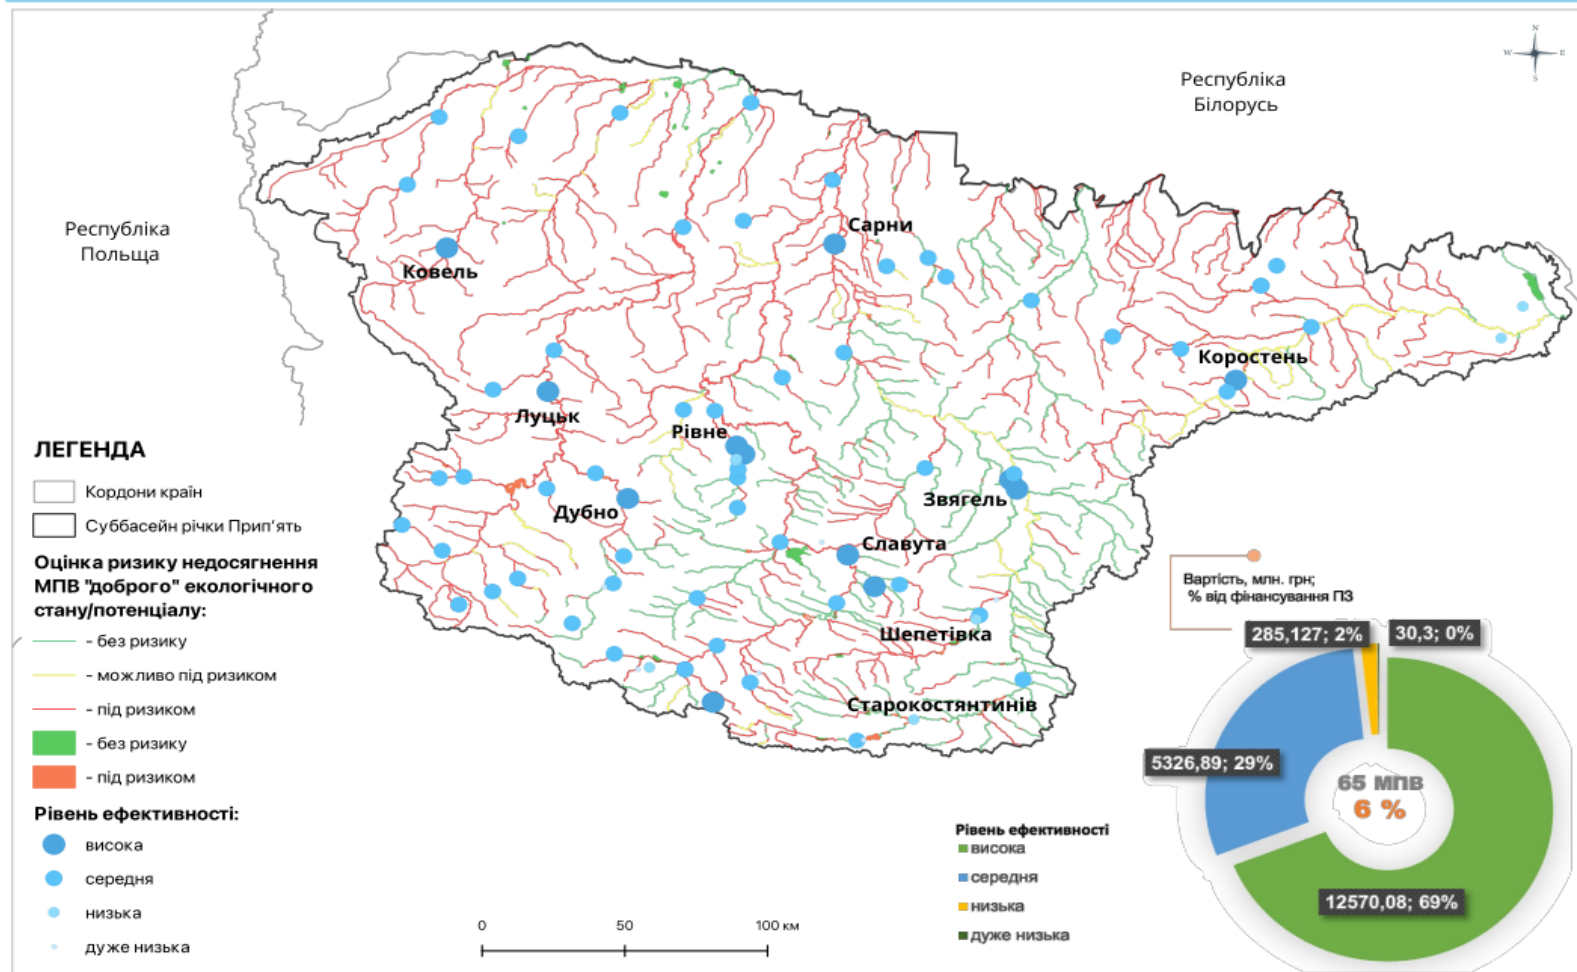 N
W
E
S
Республіка
Білорусь
Республіка
Польща
Сарни
Ковель
Коростень
Луцьк
Рівне
Звягель
Дубно
Славута
Шепетівка
Старокостянтинів
ЛЕГЕНДА
Кордони країн
Суббасейн річки Прип'ять
Оцінка ризику недосягнення
МПВ "доброго" екологічного
стану/потенціалу:
- без ризику
- можливо під ризиком
- під ризиком
- без ризику
- під ризиком
Рівень ефективності:
висока
середня
низька
дуже низька
0 50 100 км
Вартість, млн. грн;
% від фінансування ПЗ
285,127; 2%
30,3; 0%
5326,89; 29%
65 МПВ
6 %
12570,08; 69%
Рівень ефективності
висока
середня
низька
дуже низька